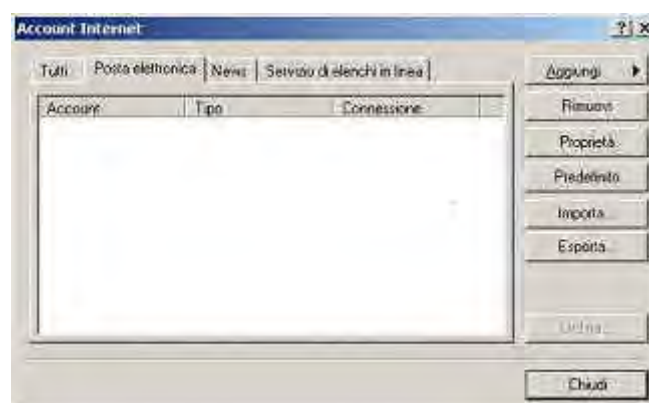 Account Internet
Tutti Posta elettronica News Servizio di elenchi in linea
Account Tipo Connessione
Aggiungi
Rimuovi
Proprietà
Predefinito
Importa...
Esporta...
Ordina...
Chiudi